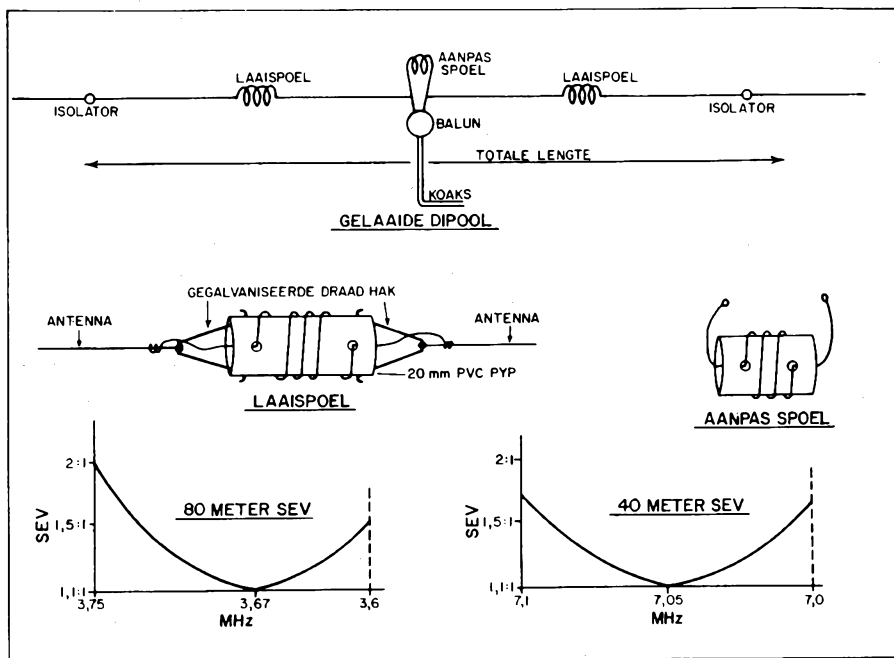 AANPAS
SPOEL
LAAISPOEL
LAAISPOEL
ISOLATOR
BALUN
ISOLATOR
TOTALE LENGTE
KOAKS
GELAAIDE DIPOOL
GEGALVANISEERDE DRAAD HAK
ANTENNA
ANTENNA
20 mm PVC PYP
LAAISPOEL
AANPAS SPOEL
2:1
80 METER SEV
SEV
1,5:1
1,1:1
3,75
3,67
3,6
MHz
2:1
40 METER SEV
SEV
1,5:1
1,1:1
7,1
7,05
7,0
MHz